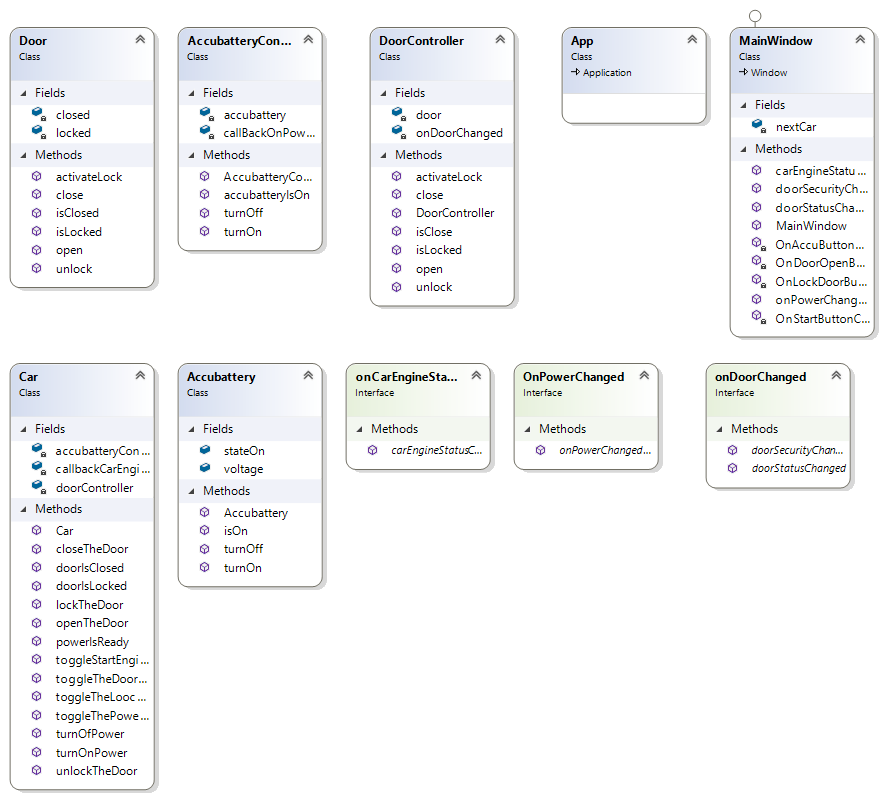 Door
Class
Fields
closed
locked
Methods
activateLock
close
isClosed
isLocked
open
unlock
AccubatteryCon...
Class
Fields
accubattery
callBackOnPow...
Methods
AccubatteryCo...
accubatteryIsOn
turnOff
turnOn
DoorController
Class
Fields
door
onDoorChanged
Methods
activateLock
close
DoorController
isClose
isLocked
open
unlock
App
Class
Application
MainWindow
Class
Window
Fields
nextCar
Methods
carEngineStatu...
doorSecurityCh...
doorStatusCha...
MainWindow
OnAccuButton...
OnDoorOpenB...
OnLockDoorBu...
onPowerChang...
OnStartButtonC...
Car
Class
Fields
accubatteryCon...
callbackCarEngi...
doorController
Methods
Car
closeTheDoor
doorIsClosed
doorIsLocked
lockTheDoor
openTheDoor
powerIsReady
toggleStartEngi...
toggleTheDoor...
toggleTheLooc...
toggleThePowe...
turnOfPower
turnOnPower
unlockTheDoor
Accubattery
Class
Fields
stateOn
voltage
Methods
Accubattery
isOn
turnOff
turnOn
onCarEngineSta...
Interface
Methods
carEngineStatusC...
OnPowerChanged
Interface
Methods
onPowerChanged...
onDoorChanged
Interface
Methods
doorSecurityChan...
doorStatusChanged